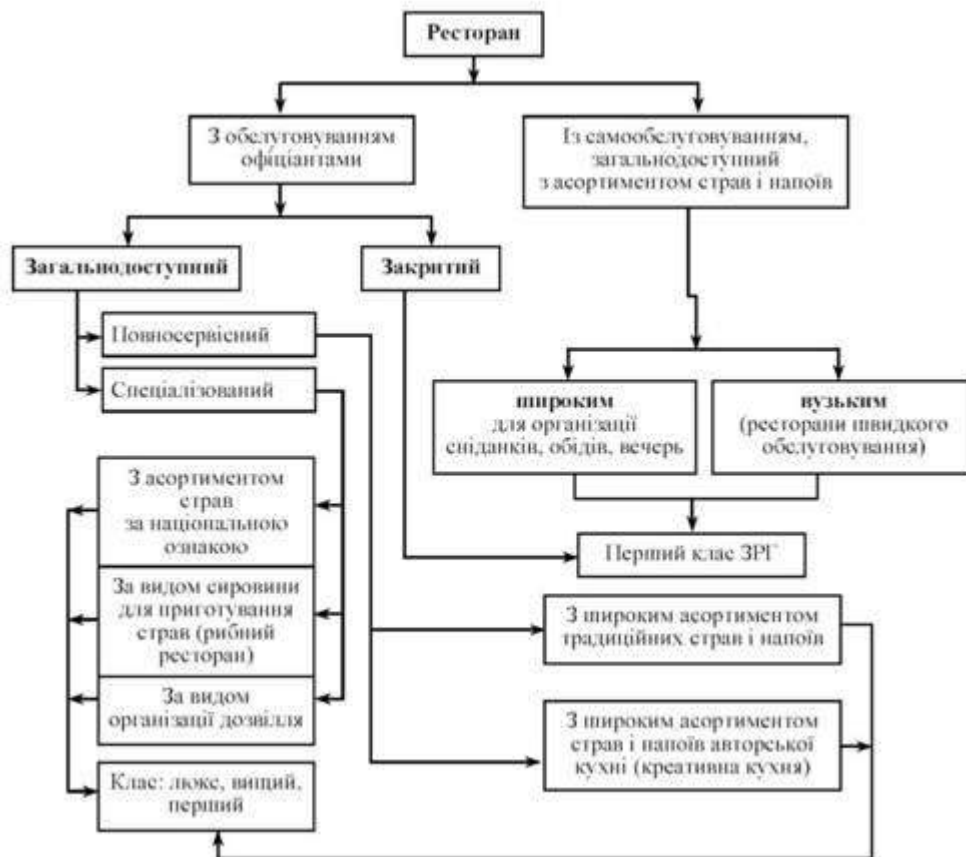 Ресторан
З обслуговуванням
офіціантами
Із самообслуговуванням,
загальнодоступний
з асортиментом страв і напоїв
Загальнодоступний
Закритий
Повносервісний
Спеціалізований
широким
для організації
сніданків, обідів, вечерь
вузьким
(ресторани швидкого
обслуговування)
З асортиментом
страв
за національною
ознакою
Перший клас ЗРГ
За видом сировини
для приготування
страв (рибний
ресторан)
З широким асортиментом
традиційних страв і напоїв
За видом
організації дозвілля
З широким асортиментом
страв і напоїв авторської
кухні (креативна кухня)
Клас: люкс, вищий,
перший